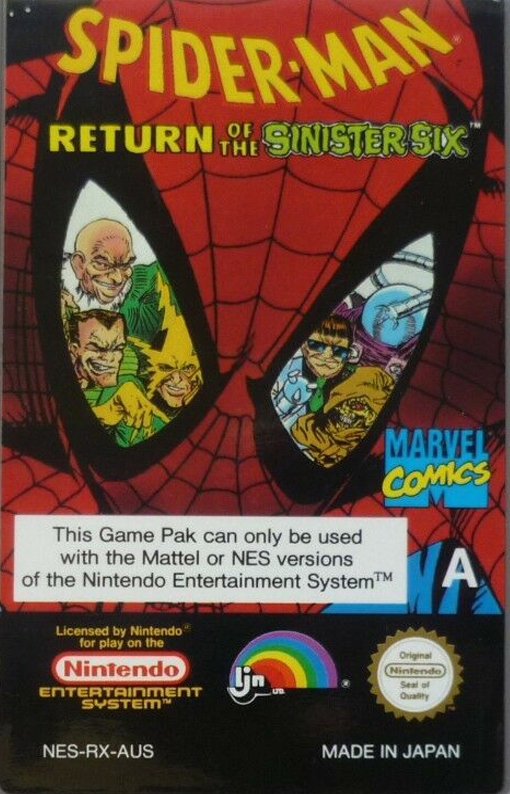 SPIDER-MAN®
RETURN OF THE SINISTER SIX™
MARVEL
COMICS
This Game Pak can only be used
with the Mattel or NES versions
of the Nintendo Entertainment System™
A
Licensed by Nintendo®
for play on the
Nintendo
ENTERTAINMENT
SYSTEM™
ljn LTD. ®
Original
Nintendo
Seal of
Quality
NES-RX-AUS
MADE IN JAPAN